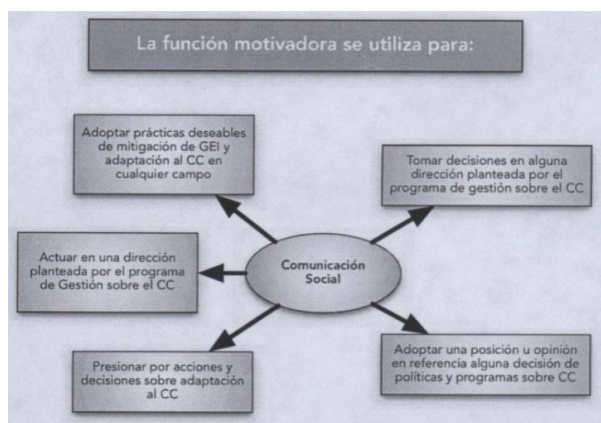 La función motivadora se utiliza para:
Adoptar prácticas deseables
de mitigación de GEI y
adaptación al CC en
cualquier campo
Tomar decisiones en alguna
dirección planteada por el
programa de gestión sobre el CC
Actuar en una dirección
planteada por el programa
de Gestión sobre el CC
Comunicación
Social
Presionar por acciones y
decisiones sobre adaptación
al CC
Adoptar una posición u opinión
en referencia alguna decisión de
políticas y programas sobre CC